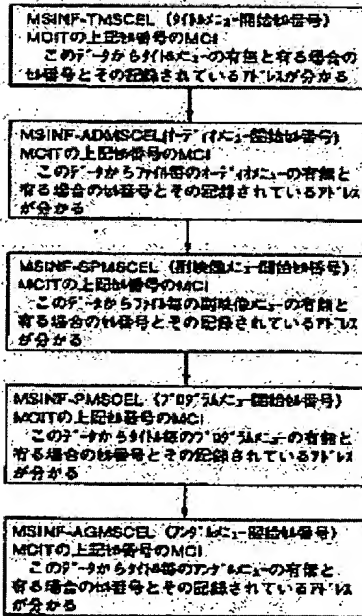 MSINF-TMSCEL (ﾀｲﾄﾙﾒﾆｭｰ開始ｾﾙ番号)
MCITの上記ｾﾙ番号のMCI
このﾃﾞｰﾀからﾀｲﾄﾙﾒﾆｭｰの有無と有る場合の
ｾﾙ番号とその記録されているｱﾄﾞﾚｽが分かる
MSINF-ADMSCEL(ｵｰﾃﾞｨｵﾒﾆｭｰ開始ｾﾙ番号)
MCITの上記ｾﾙ番号のMCI
このﾃﾞｰﾀからﾌｧｲﾙ毎のｵｰﾃﾞｨｵﾒﾆｭｰの有無と
有る場合のｾﾙ番号とその記録されているｱﾄﾞﾚｽ
が分かる
MSINF-SPMSCEL (副映像ﾒﾆｭｰ開始ｾﾙ番号)
MCITの上記ｾﾙ番号のMCI
このﾃﾞｰﾀからﾌｧｲﾙ毎の副映像ﾒﾆｭｰの有無と
有る場合のｾﾙ番号とその記録されているｱﾄﾞﾚｽ
が分かる
MSINF-PMSCEL (ﾌﾟﾛｸﾞﾗﾑﾒﾆｭｰ開始ｾﾙ番号)
MCITの上記ｾﾙ番号のMCI
このﾃﾞｰﾀからﾀｲﾄﾙ毎のﾌﾟﾛｸﾞﾗﾑﾒﾆｭｰの有無と
有る場合のｾﾙ番号とその記録されているｱﾄﾞﾚｽ
が分かる
MSINF-AGMSCEL (ｱﾝｸﾞﾙﾒﾆｭｰ開始ｾﾙ番号)
MCITの上記ｾﾙ番号のMCI
このﾃﾞｰﾀからﾀｲﾄﾙ毎のｱﾝｸﾞﾙﾒﾆｭｰの有無と
有る場合のｾﾙ番号とその記録されているｱﾄﾞﾚｽ
が分かる